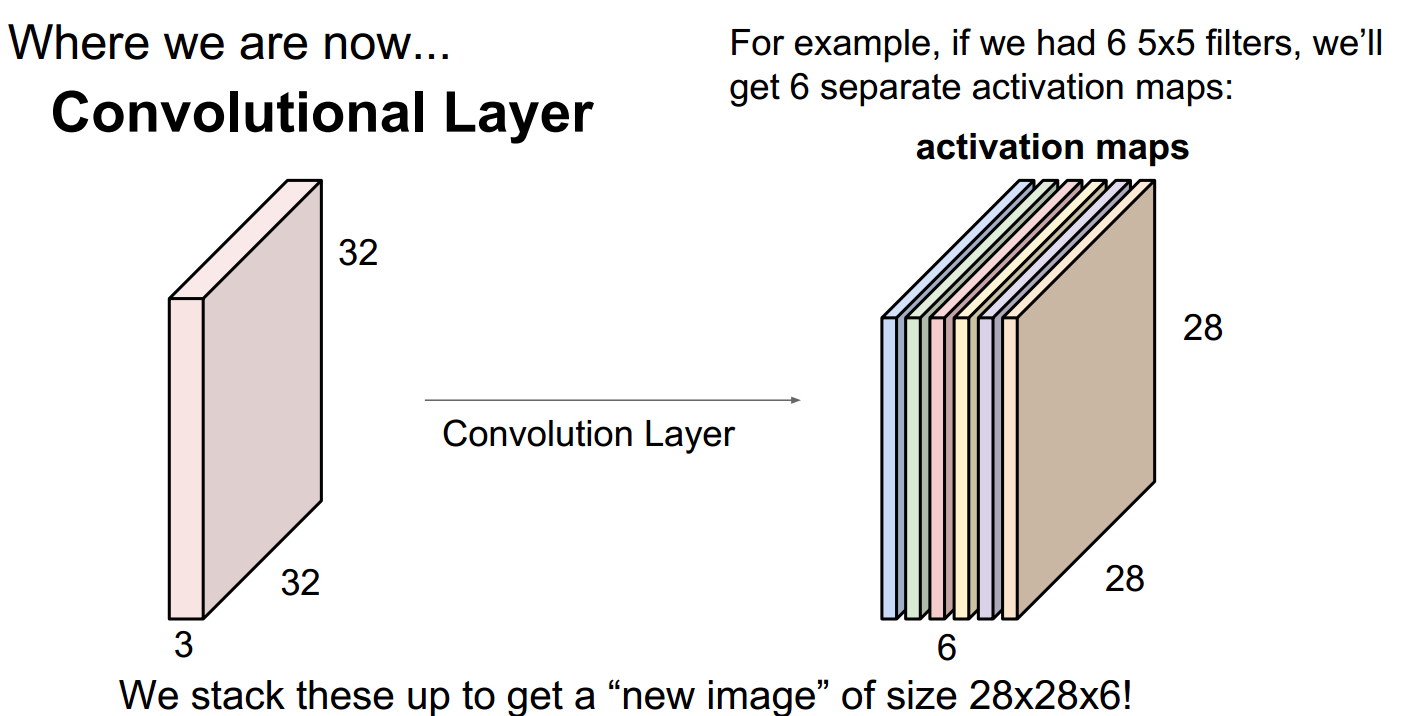 Where we are now...
Convolutional Layer
For example, if we had 6 5x5 filters, we’ll
get 6 separate activation maps:
activation maps
32
32
3
Convolution Layer
28
28
6
We stack these up to get a “new image” of size 28x28x6!